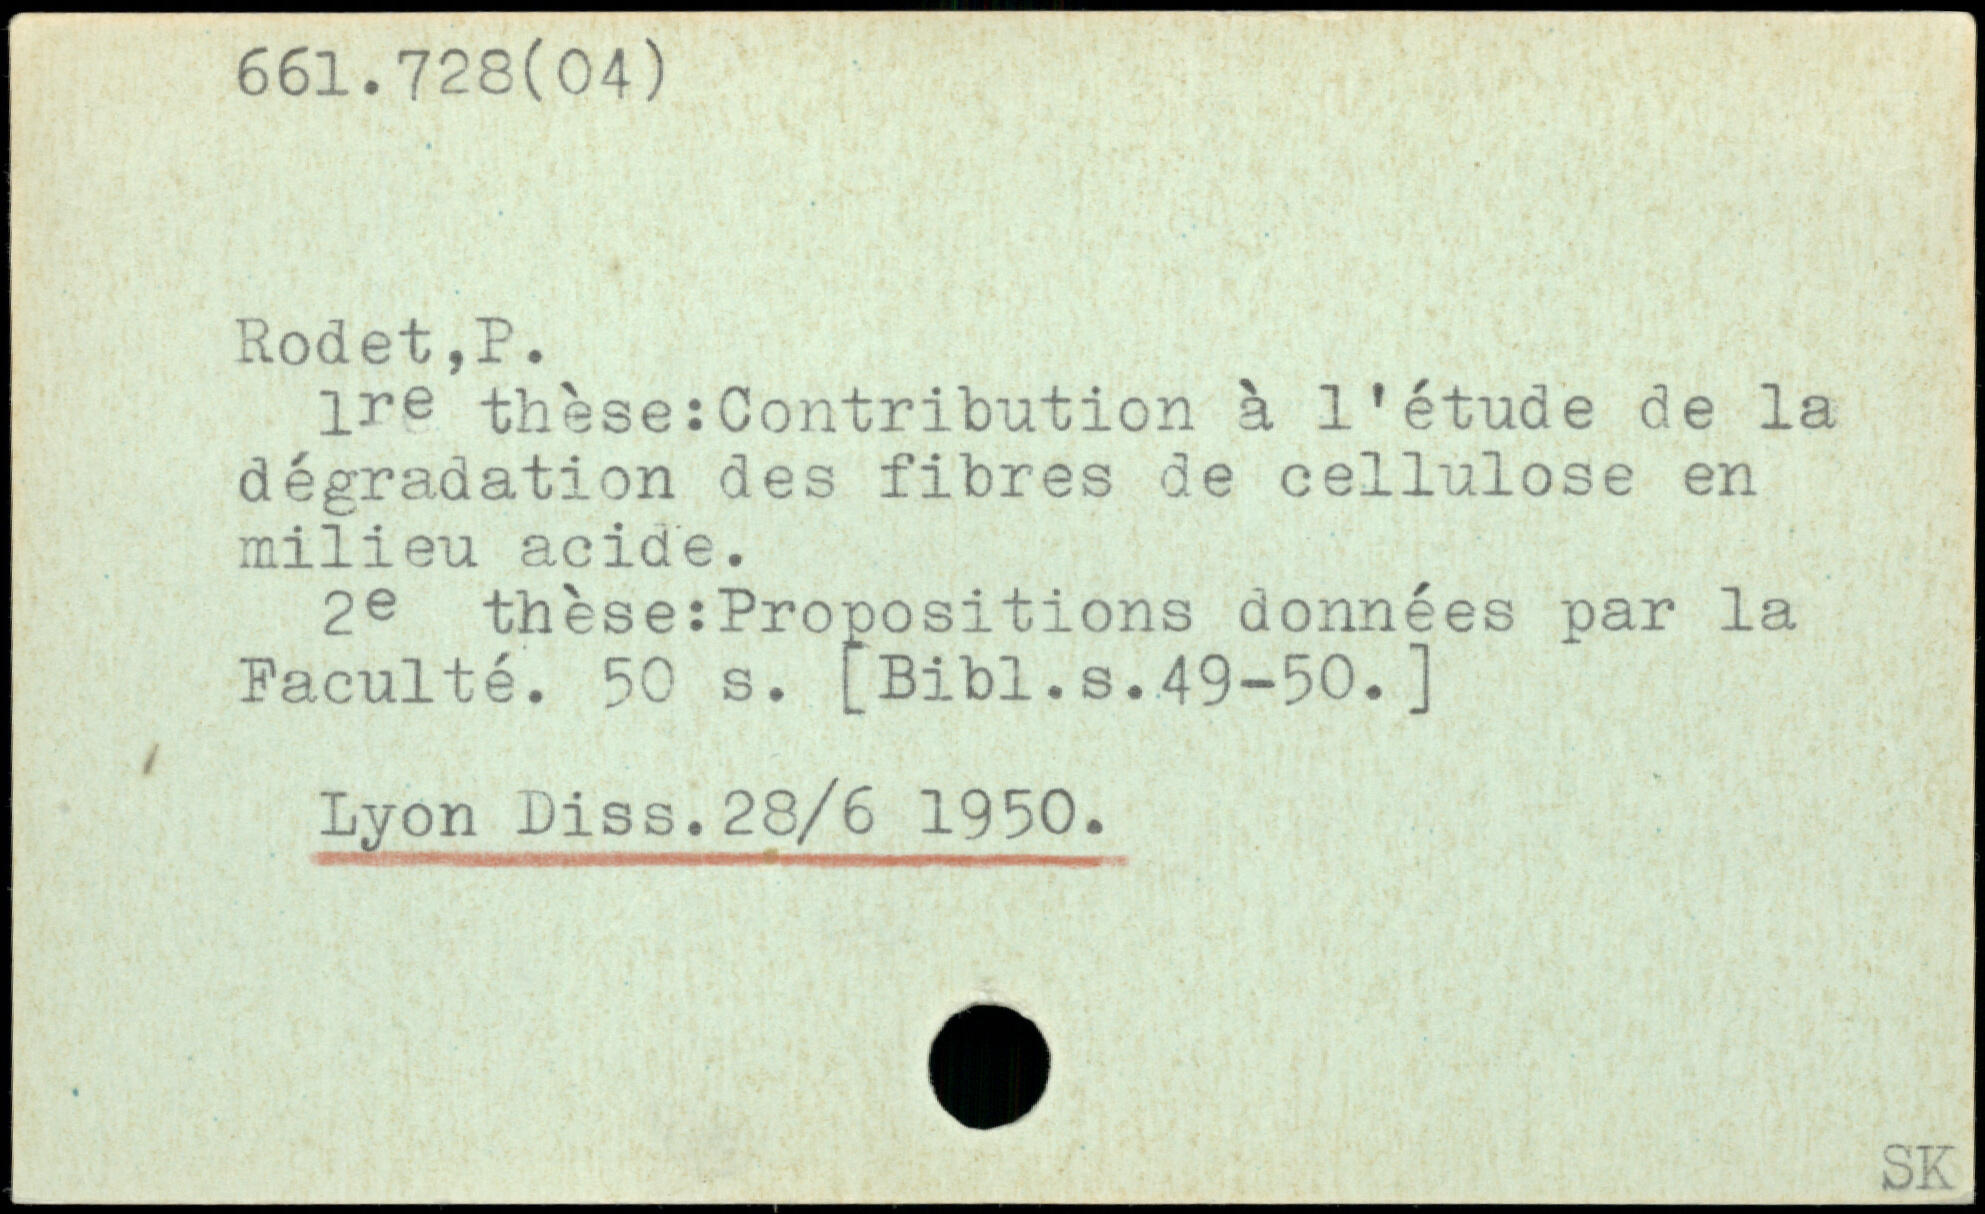 661.728(04)
Rodet,P.
1re thèse:Contribution à l'étude de la
dégradation des fibres de cellulose en
milieu acide.
2e thèse:Propositions données par la
Faculté. 50 s. [Bibl.s.49-50.]
Lyon Diss.28/6 1950.
SK